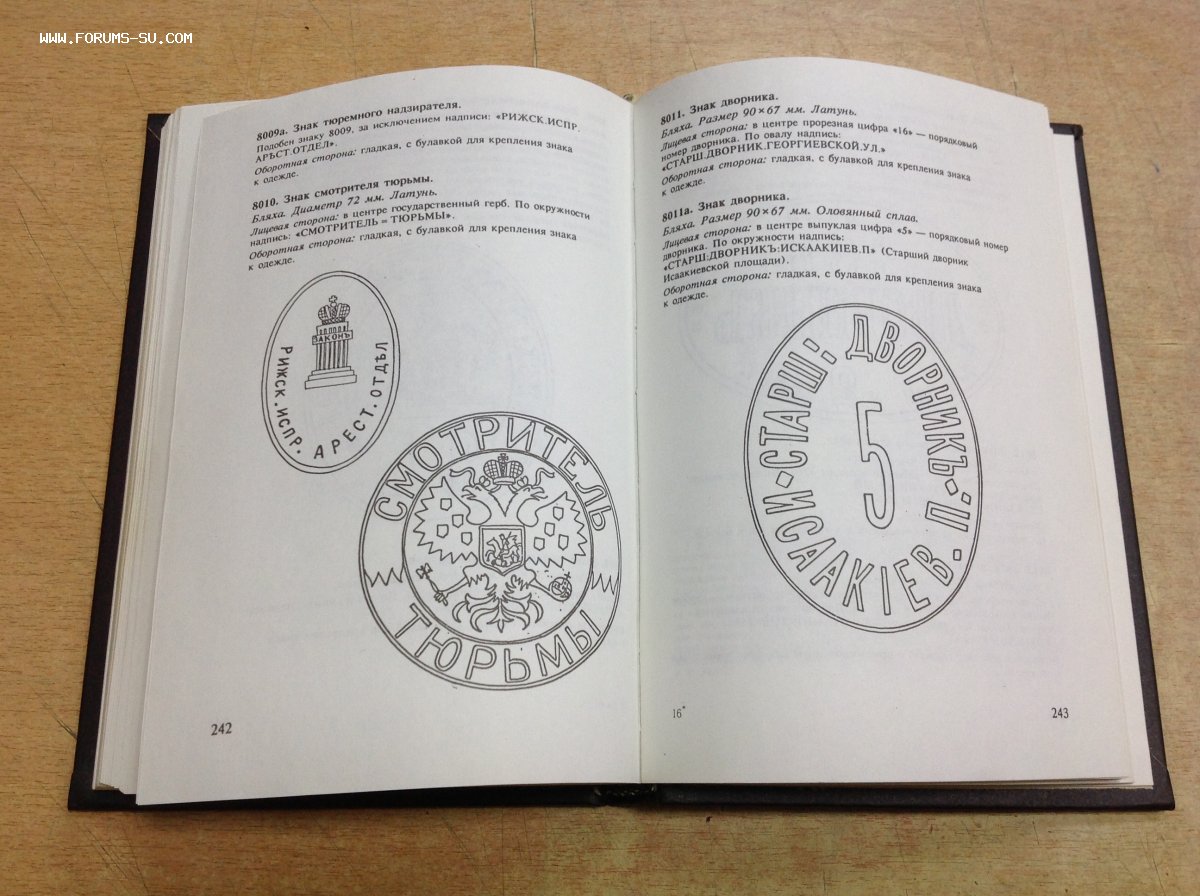 WWW.FORUMS-SU.COM
8009а. Знак тюремного надзирателя.
Подобен знаку 8009, за исключением надписи: «РИЖСК.ИСПР.
АРѢСТ.ОТДЕЛ».
Оборотная сторона: гладкая, с булавкой для крепления знака
к одежде.
8010. Знак смотрителя тюрьмы.
Бляха. Диаметр 72 мм. Латунь.
Лицевая сторона: в центре государственный герб. По окружности
надпись: «СМОТРИТЕЛЬ = ТЮРЬМЫ».
Оборотная сторона: гладкая, с булавкой для крепления знака
к одежде.
ЗАКОНЪ
РИЖСК.ИСПР. АРЕСТ.ОТДѢЛ
СМОТРИТЕЛЬ
ТЮРЬМЫ
242
8011. Знак дворника.
Бляха. Размер 90×67 мм. Латунь.
Лицевая сторона: в центре прорезная цифра «16» — порядковый
номер дворника. По овалу надпись:
«СТАРШ.ДВОРНИК.ГЕОРГИЕВСКОЙ.УЛ.»
Оборотная сторона: гладкая, с булавкой для крепления знака
к одежде.
8011а. Знак дворника.
Бляха. Размер 90×67 мм. Оловянный сплав.
Лицевая сторона: в центре выпуклая цифра «5» — порядковый номер
дворника. По окружности надпись:
«СТАРШ:ДВОРНИКЪ:ИСКААКІЕВ.П» (Старший дворник
Исаакиевской площади).
Оборотная сторона: гладкая, с булавкой для крепления знака
к одежде.
СТАРШ: ДВОРНИКЪ·П·ИСИСААКІЕВ.
5
16*
243